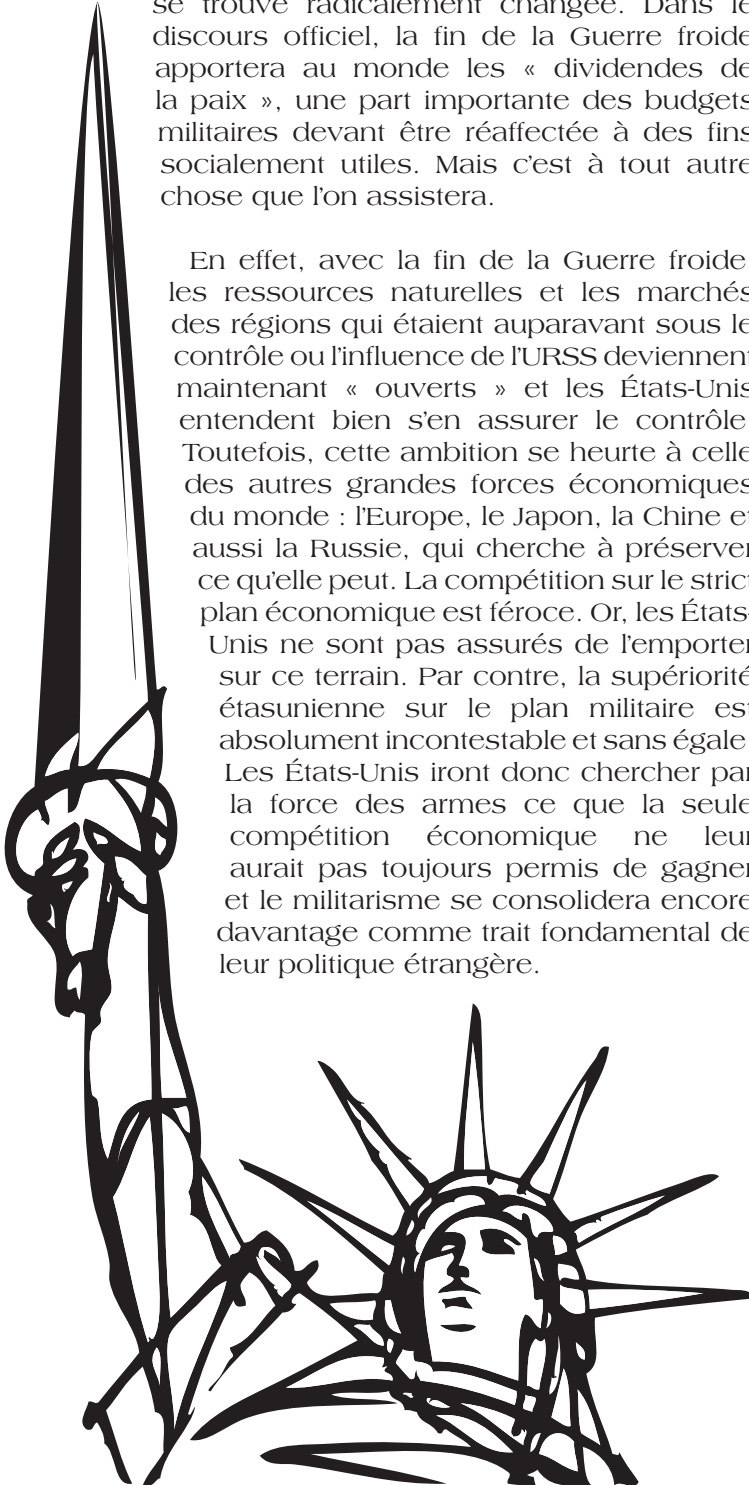 se trouve radicalement changée. Dans le
discours officiel, la fin de la Guerre froide
apportera au monde les « dividendes de
la paix », une part importante des budgets
militaires devant être réaffectée à des fins
socialement utiles. Mais c'est à tout autre
chose que l'on assistera.
En effet, avec la fin de la Guerre froide,
les ressources naturelles et les marchés
des régions qui étaient auparavant sous le
contrôle ou l'influence de l'URSS deviennent
maintenant « ouverts » et les États-Unis
entendent bien s'en assurer le contrôle.
Toutefois, cette ambition se heurte à celle
des autres grandes forces économiques
du monde : l'Europe, le Japon, la Chine et
aussi la Russie, qui cherche à préserver
ce qu'elle peut. La compétition sur le strict
plan économique est féroce. Or, les États-
Unis ne sont pas assurés de l'emporter
sur ce terrain. Par contre, la supériorité
étasunienne sur le plan militaire est
absolument incontestable et sans égale.
Les États-Unis iront donc chercher par
la force des armes ce que la seule
compétition économique ne leur
aurait pas toujours permis de gagner
et le militarisme se consolidera encore
davantage comme trait fondamental de
leur politique étrangère.